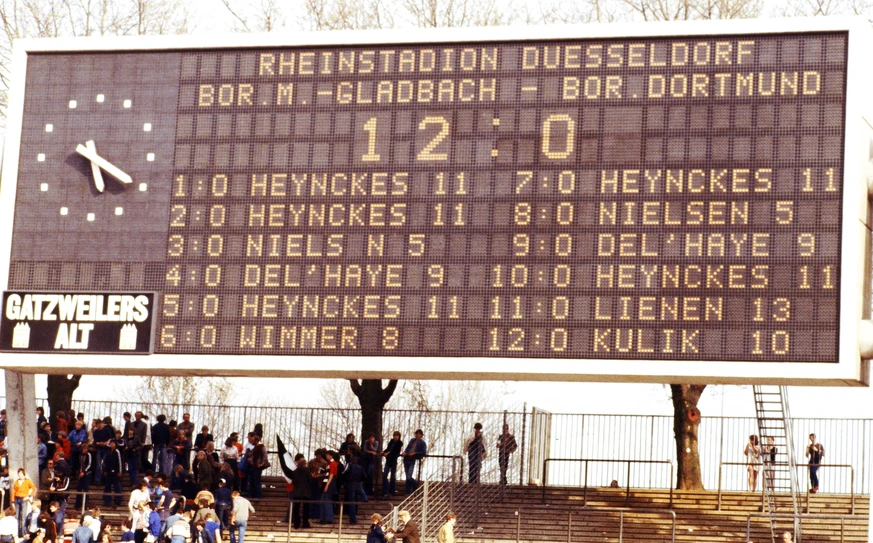 RHEINSTADION DUESSELDORF
BOR.M.-GLADBACH - BOR.DORTMUND
12:0
1:0 HEYNCKES 11 7:0 HEYNCKES 11
2:0 HEYNCKES 11 8:0 NIELSEN 5
3:0 NIELS N 5 9:0 DEL'HAYE 9
4:0 DEL'HAYE 9 10:0 HEYNCKES 11
5:0 HEYNCKES 11 11:0 LIENEN 13
6:0 WIMMER 8 12:0 KULIK 10
GATZWEILERS
ALT